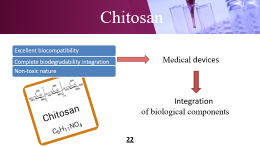 Chitosan
Excellent biocompatibility
Complete biodegradability integration
Non-toxic nature
Medical devices
Chitosan
C₆H₁₁NO₄
Integration
of biological components
22